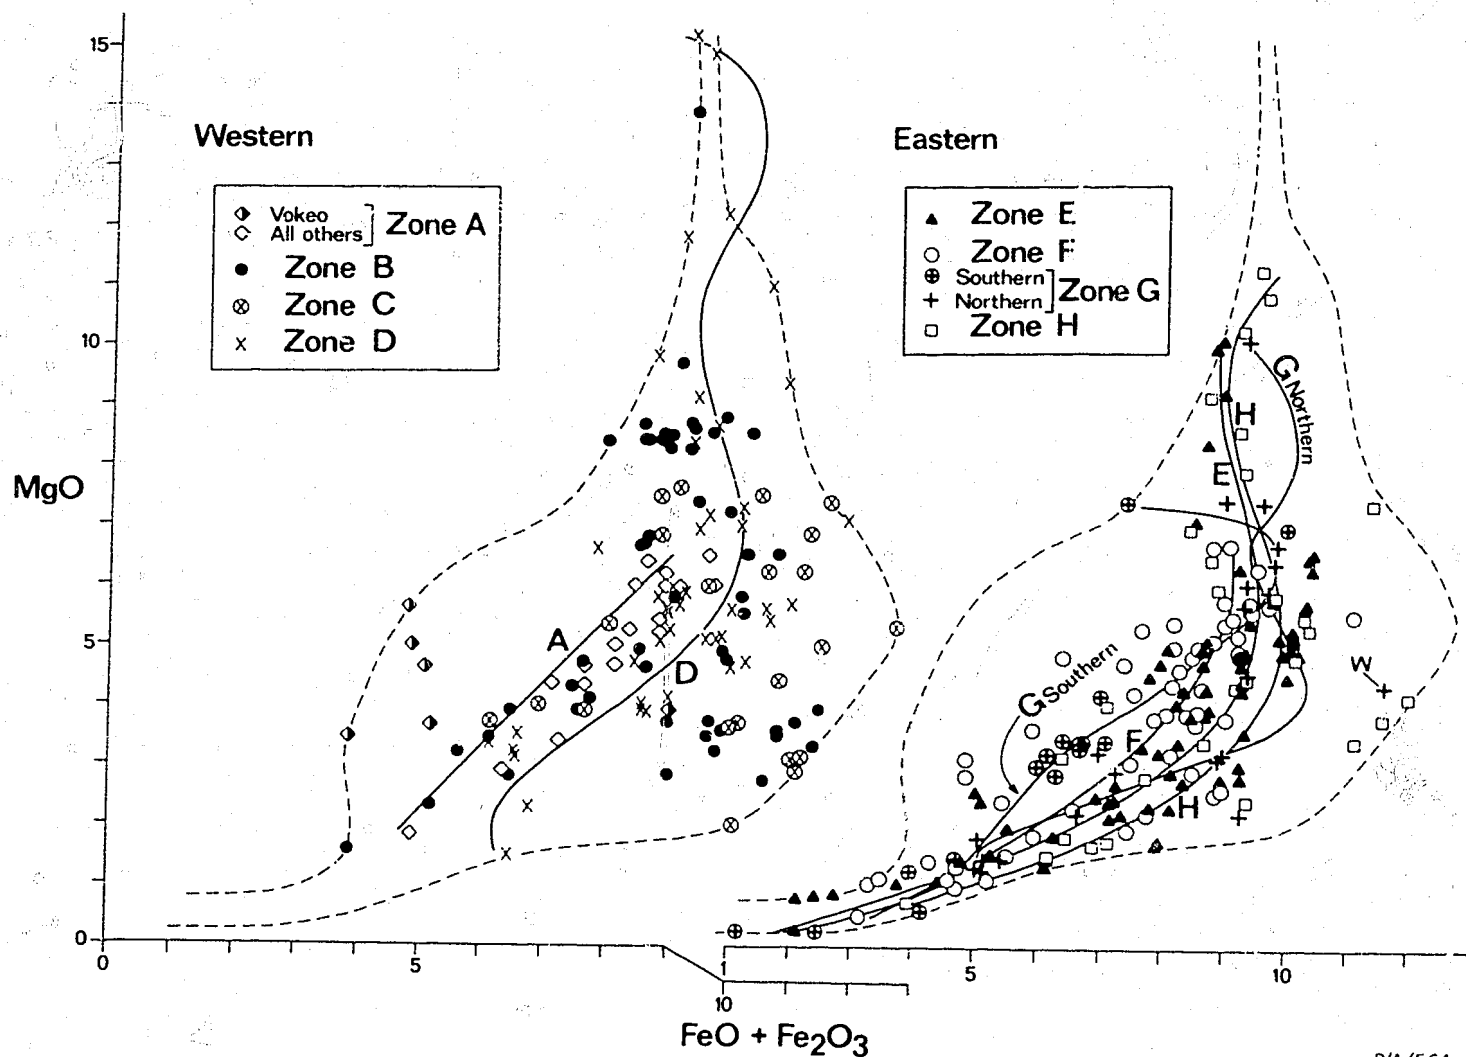 15
Western
Eastern
Vokeo
All others
Zone A
Zone B
Zone C
Zone D
Zone E
Zone F
Southern
Northern
Zone G
Zone H
10
G Northern
H
E
MgO
5
A
D
G Southern
F
W
H
0
0
5
1
5
10
10
FeO + Fe₂O₃